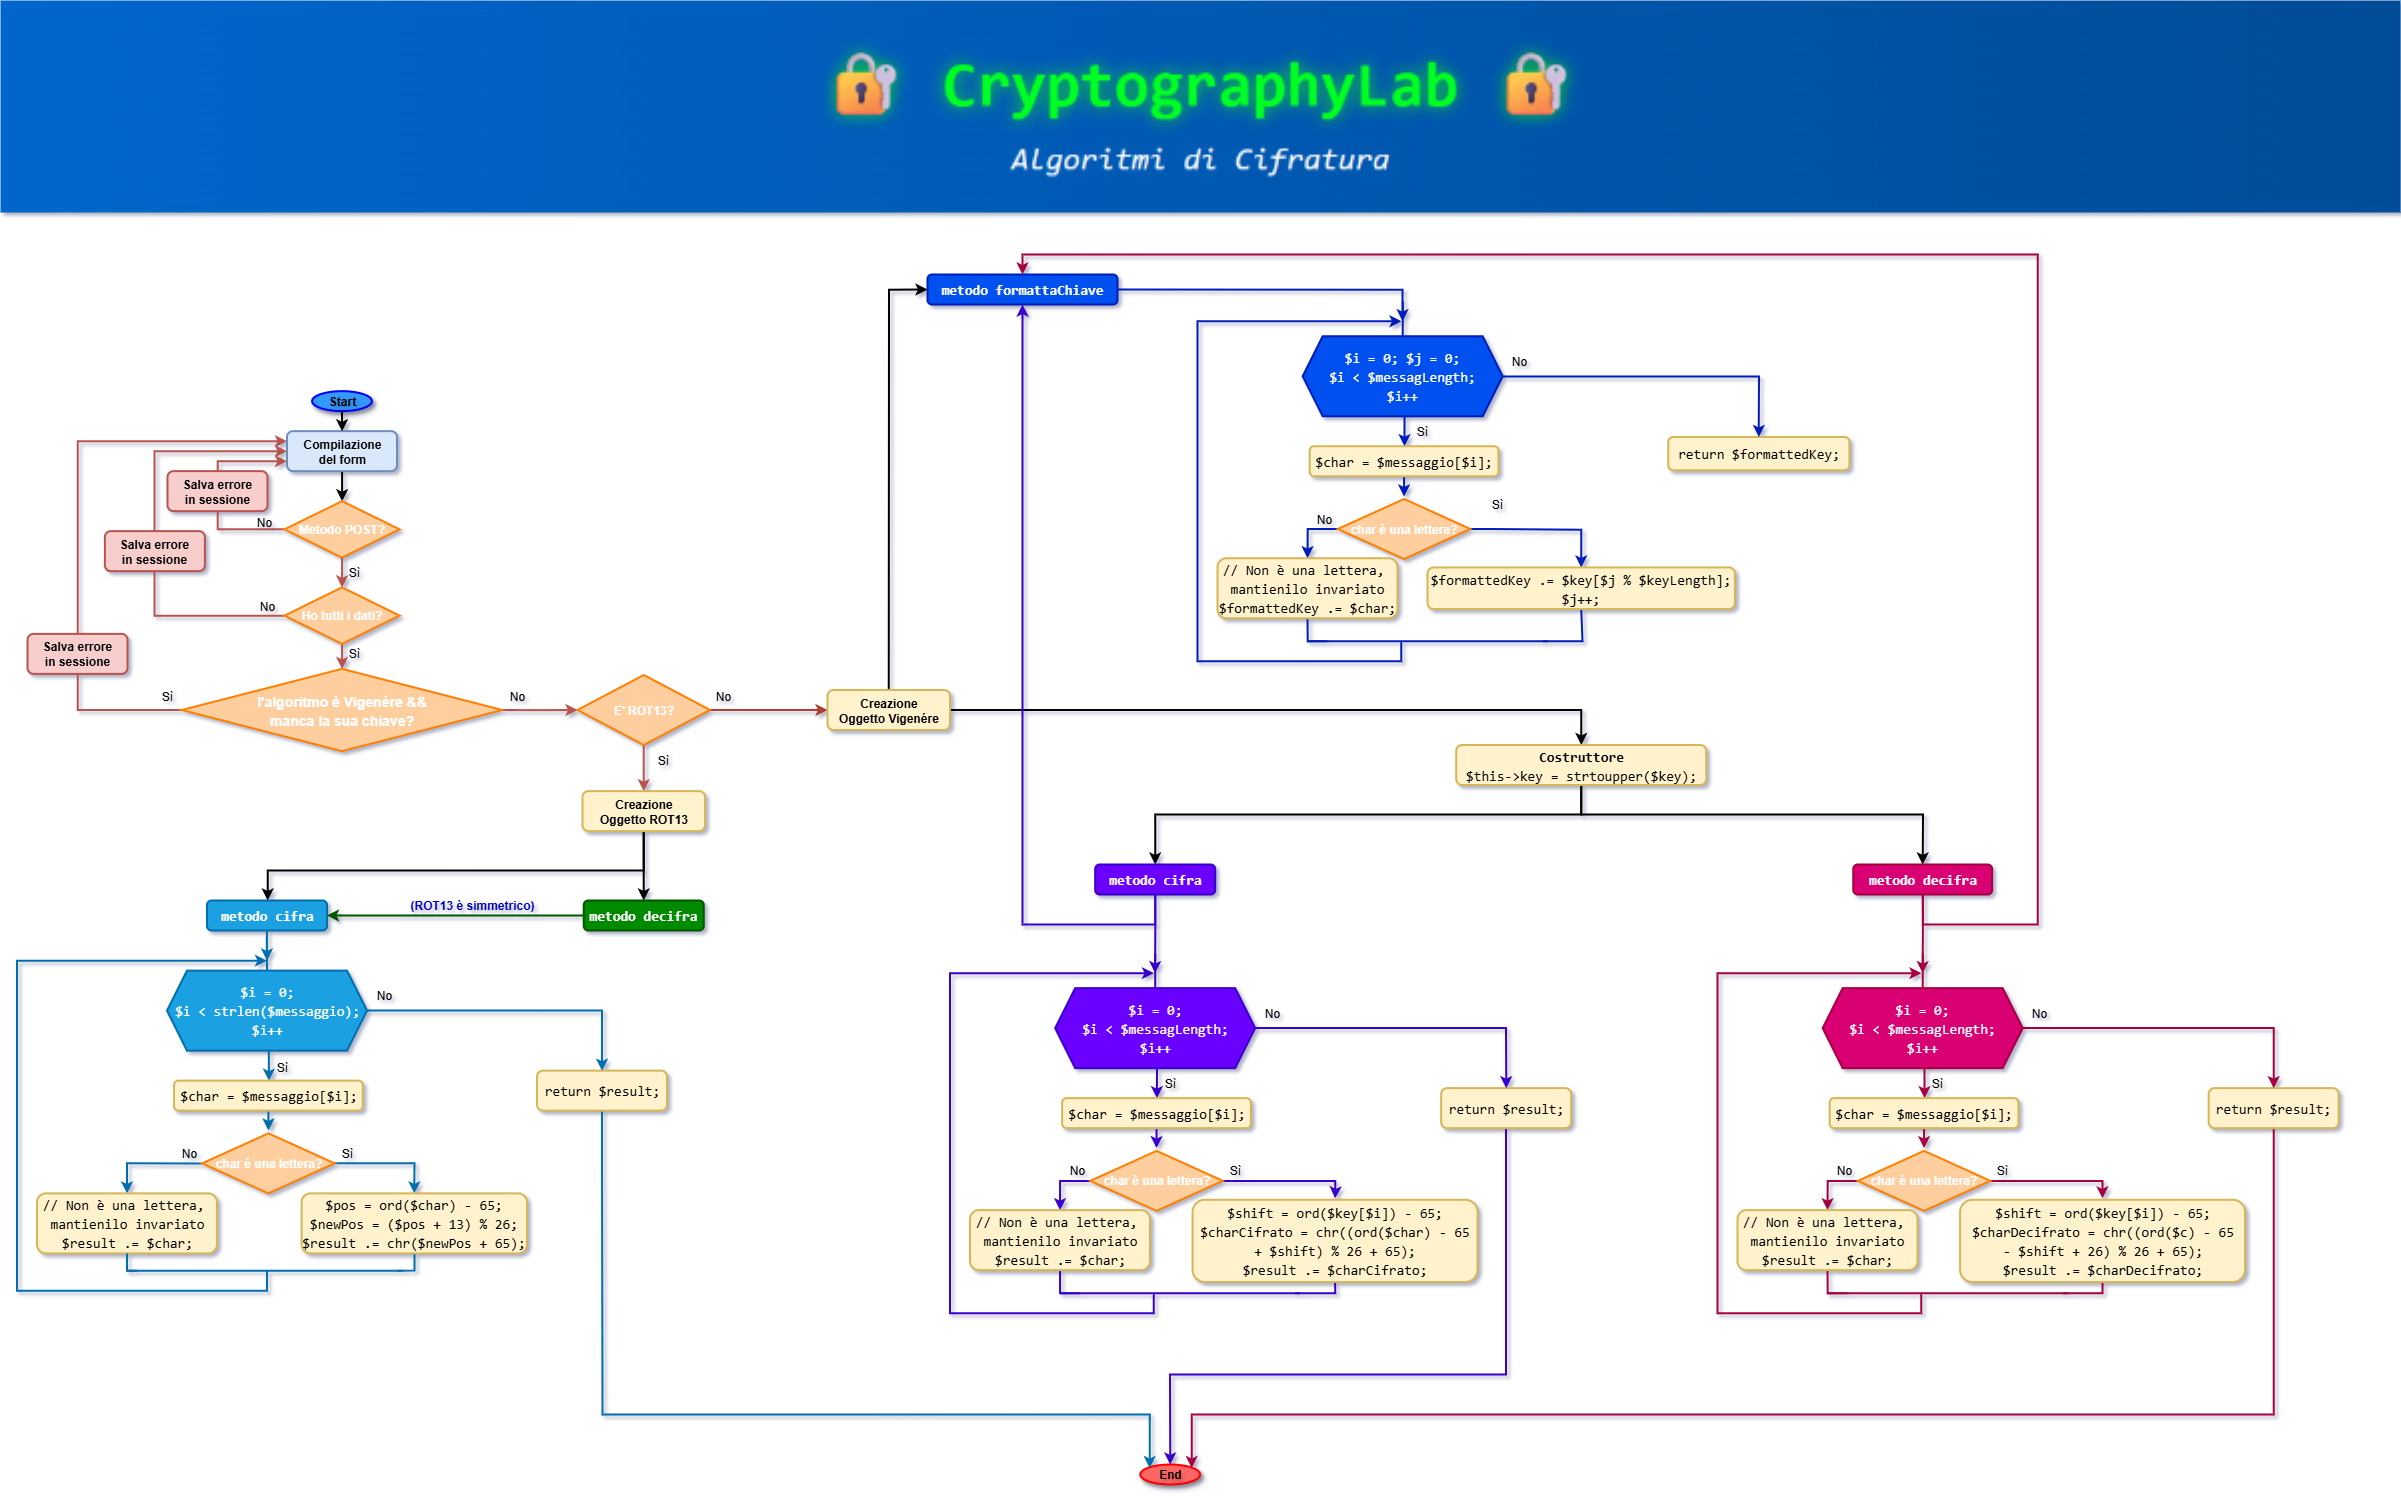 CryptographyLab
Algoritmi di Cifratura
Start
Compilazione
del form
Salva errore
in sessione
No
Metodo POST?
Sì
Salva errore
in sessione
No
Ho tutti i dati?
Sì
Salva errore
in sessione
Sì
l'algoritmo è Vigenère &&
manca la sua chiave?
No
E' ROT13?
No
Sì
Creazione
Oggetto Vigenére
Creazione
Oggetto ROT13
metodo cifra
(ROT13 è simmetrico)
metodo decifra
$i = 0;
$i < strlen($messaggio);
$i++
No
Sì
$char = $messaggio[$i];
return $result;
No
char è una lettera?
Sì
// Non è una lettera,
mantienilo invariato
$result .= $char;
$pos = ord($char) - 65;
$newPos = ($pos + 13) % 26;
$result .= chr($newPos + 65);
metodo formattaChiave
$i = 0; $j = 0;
$i < $messagLength;
$i++
No
Sì
$char = $messaggio[$i];
return $formattedKey;
No
char è una lettera?
Sì
// Non è una lettera,
mantienilo invariato
$formattedKey .= $char;
$formattedKey .= $key[$j % $keyLength];
$j++;
Costruttore
$this->key = strtoupper($key);
metodo cifra
$i = 0;
$i < $messagLength;
$i++
No
Sì
$char = $messaggio[$i];
return $result;
No
char è una lettera?
Sì
// Non è una lettera,
mantienilo invariato
$result .= $char;
$shift = ord($key[$i]) - 65;
$charCifrato = chr((ord($char) - 65
+ $shift) % 26 + 65);
$result .= $charCifrato;
metodo decifra
$i = 0;
$i < $messagLength;
$i++
No
Sì
$char = $messaggio[$i];
return $result;
No
char è una lettera?
Sì
// Non è una lettera,
mantienilo invariato
$result .= $char;
$shift = ord($key[$i]) - 65;
$charDecifrato = chr((ord($c) - 65
- $shift + 26) % 26 + 65);
$result .= $charDecifrato;
End